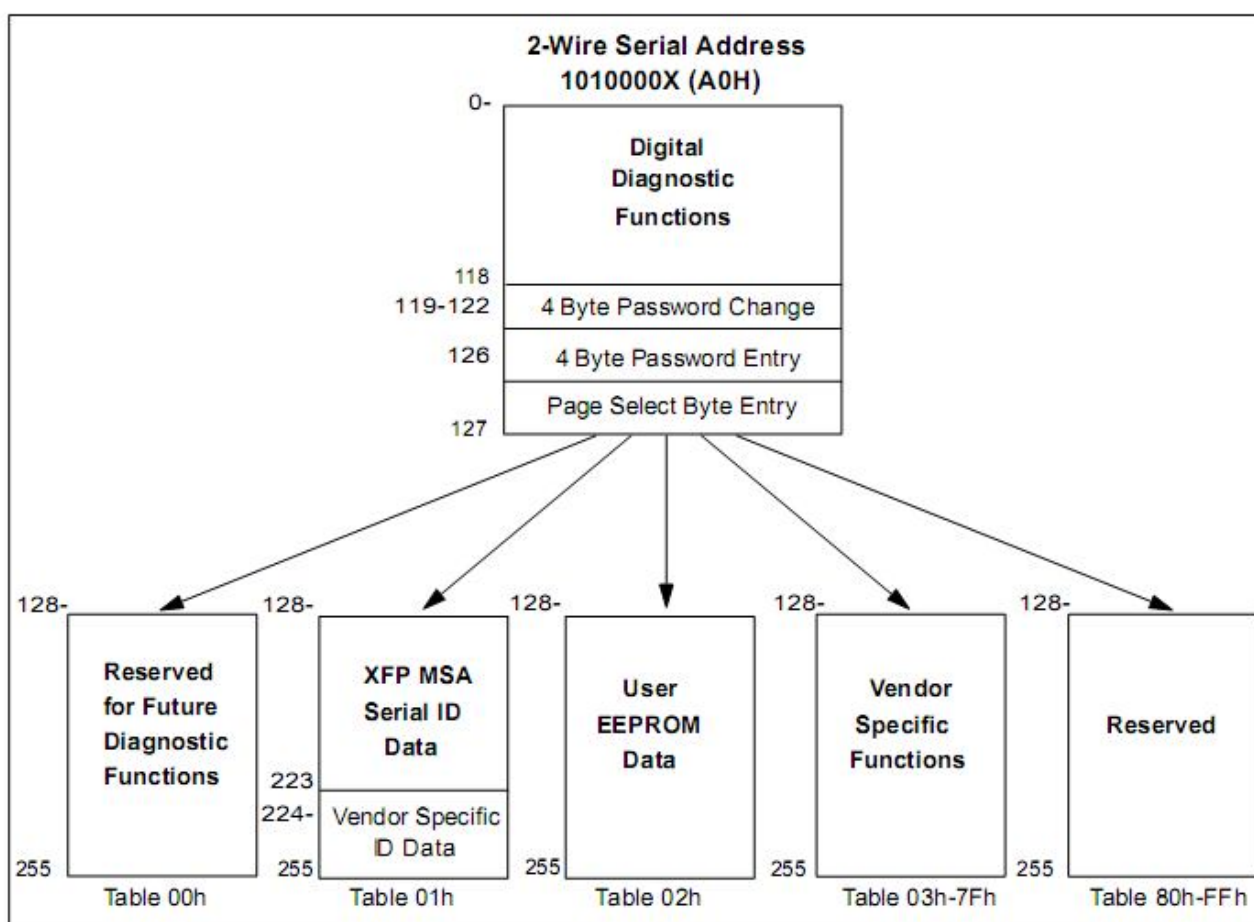 2-Wire Serial Address
1010000X (A0H)
0-
Digital
Diagnostic
Functions
118
119-122
4 Byte Password Change
126
4 Byte Password Entry
Page Select Byte Entry
127
128-
128-
128-
128-
128-
Reserved
for Future
Diagnostic
Functions
XFP MSA
Serial ID
Data
User
EEPROM
Data
Vendor
Specific
Functions
Reserved
223
224-
Vendor Specific
ID Data
255
255
255
255
255
Table 00h
Table 01h
Table 02h
Table 03h-7Fh
Table 80h-FFh